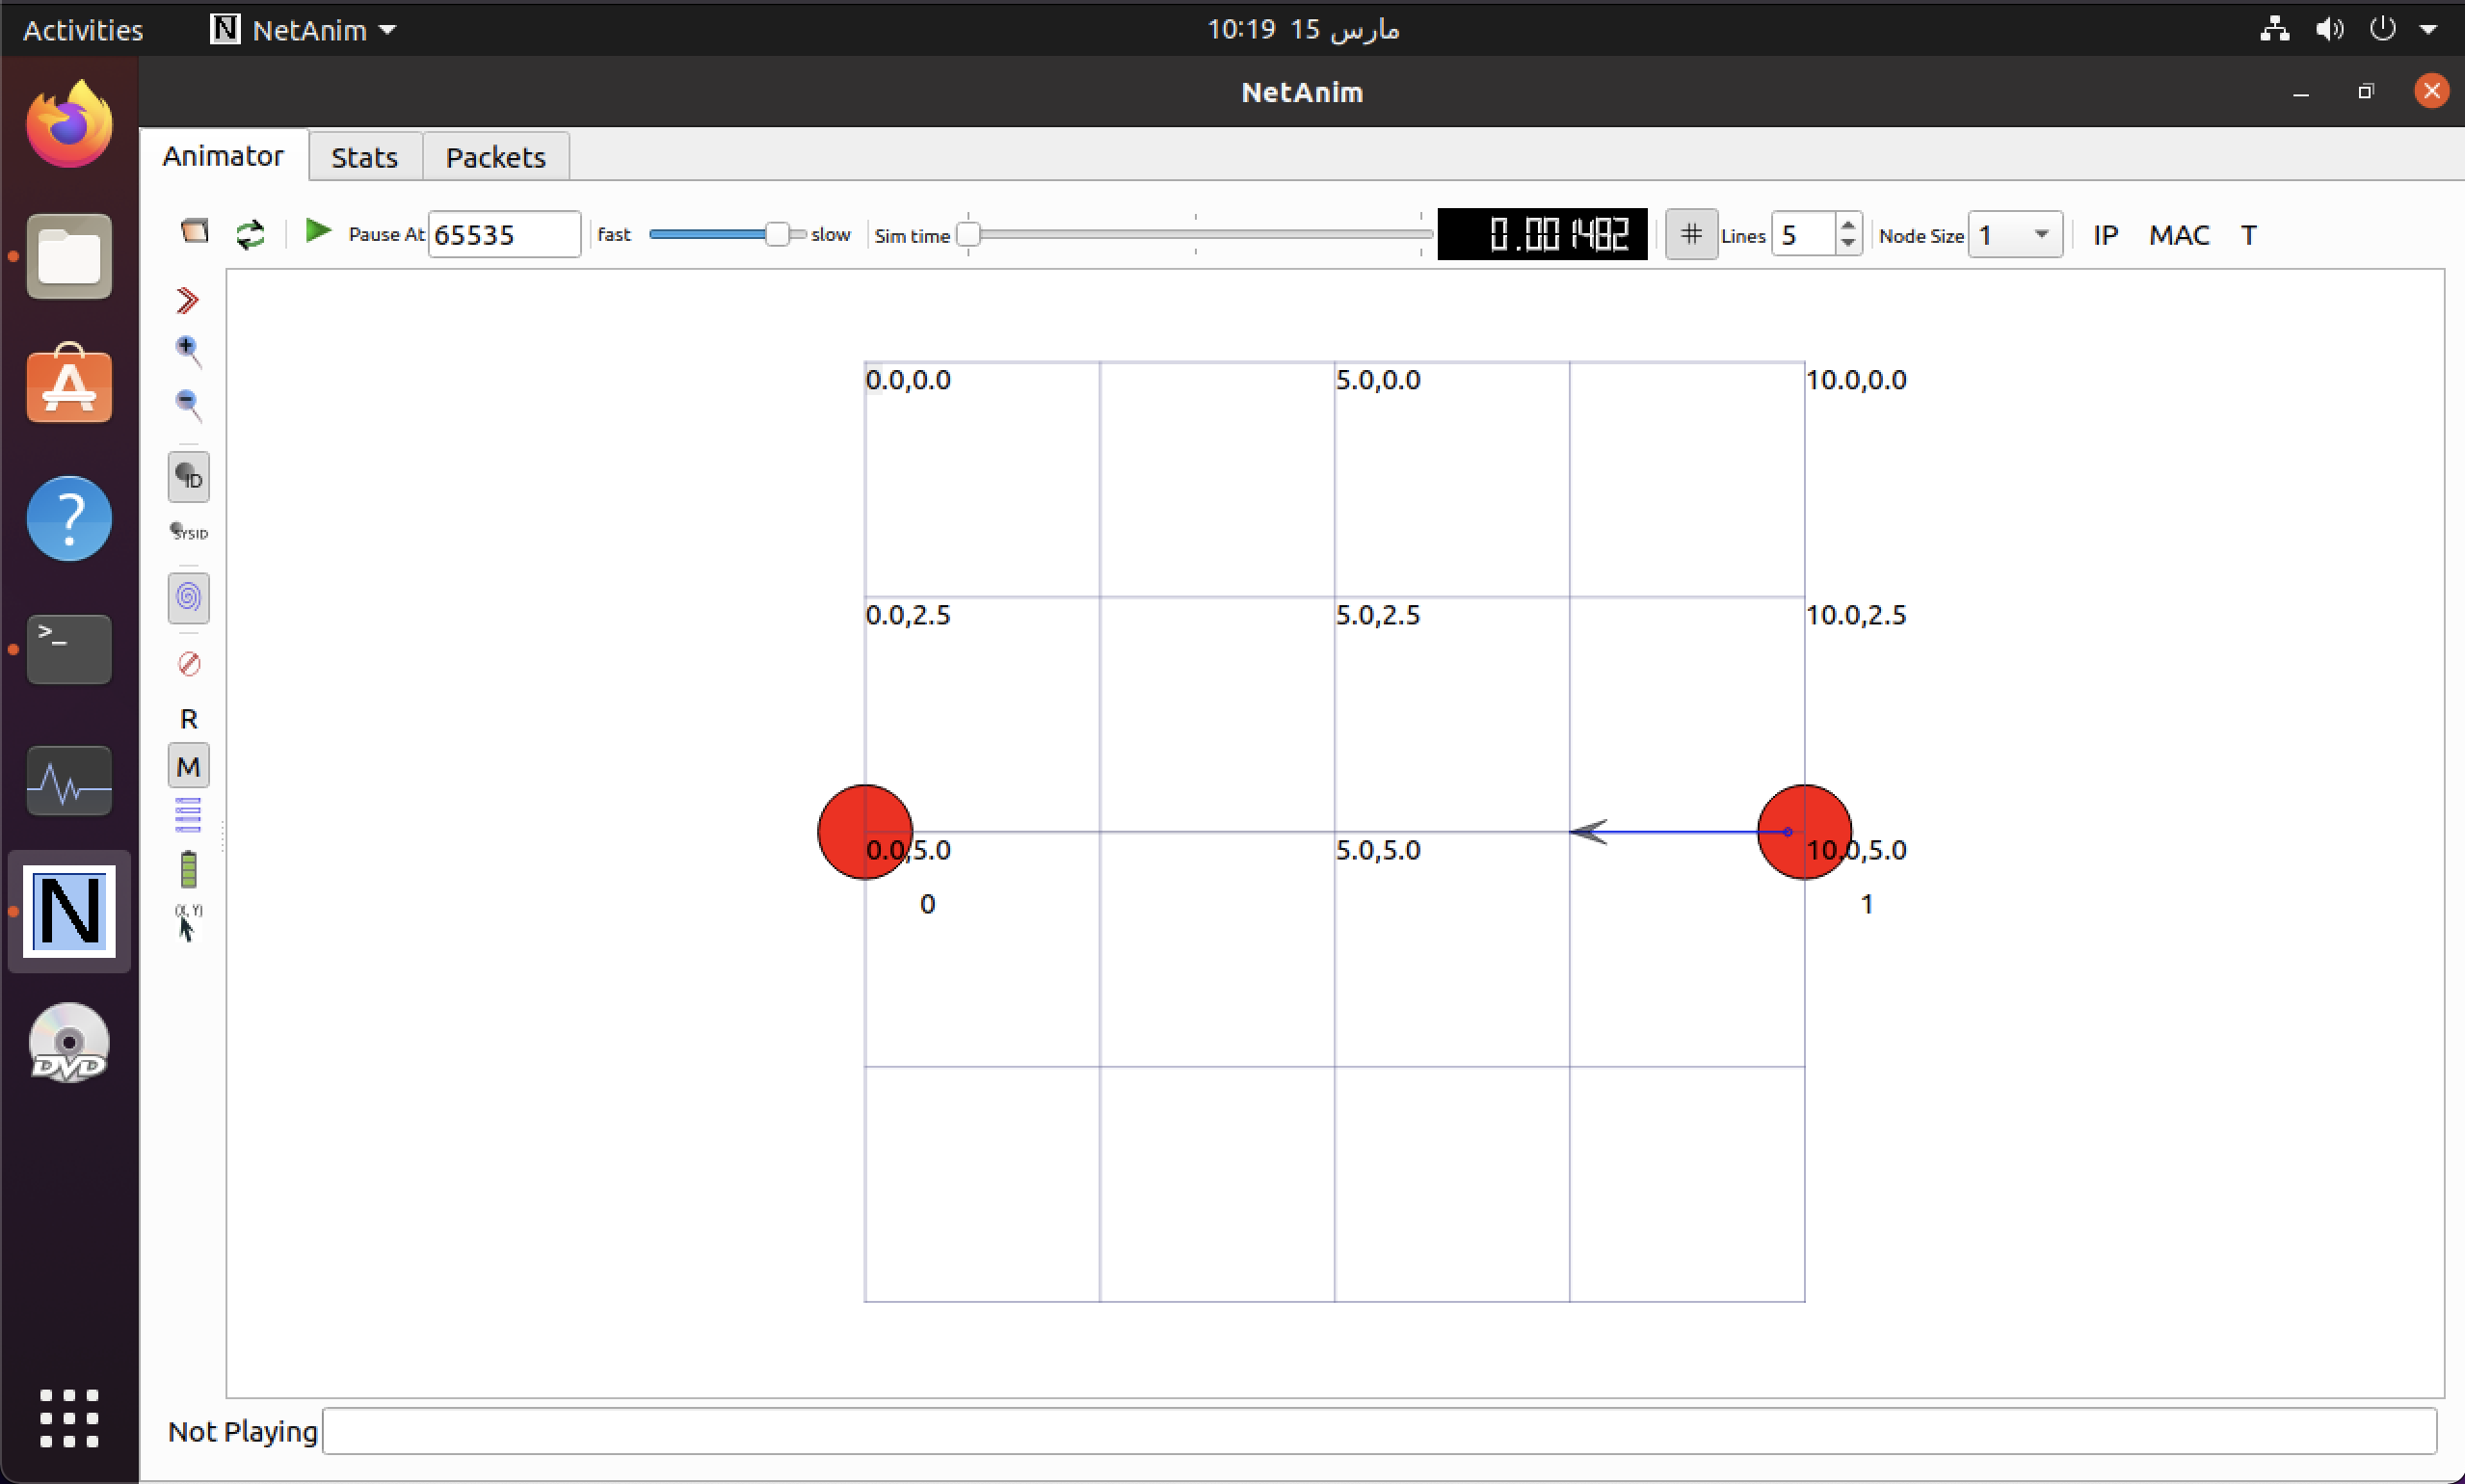 Activities NetAnim 10:19 15 مارس
NetAnim
Animator Stats Packets
Pause At 65535 fast slow Sim time 0.001482 # Lines 5 Node Size 1 IP MAC T
ID
SYSID
R
M
(X, Y)
0.0,0.0 5.0,0.0 10.0,0.0
0.0,2.5 5.0,2.5 10.0,2.5
0.0,5.0 5.0,5.0 10.0,5.0
0 1
A
?
>_
N
DVD
Not Playing